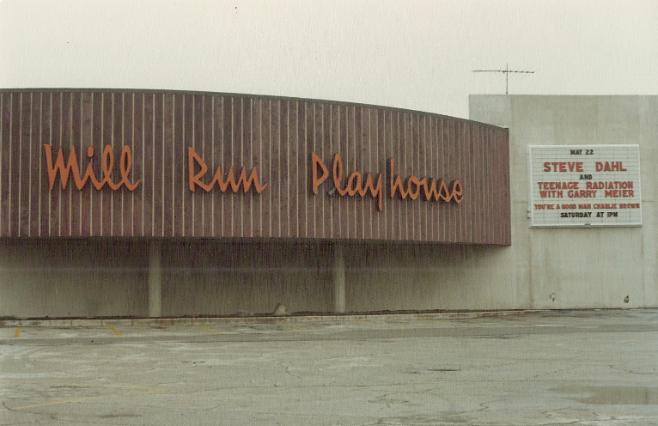 Mill Run Playhouse
MAY 22
STEVE DAHL
AND
TEENAGE RADIATION
WITH GARRY MEIER
YOU'RE A GOOD MAN CHARLIE BROWN
SATURDAY AT 1PM